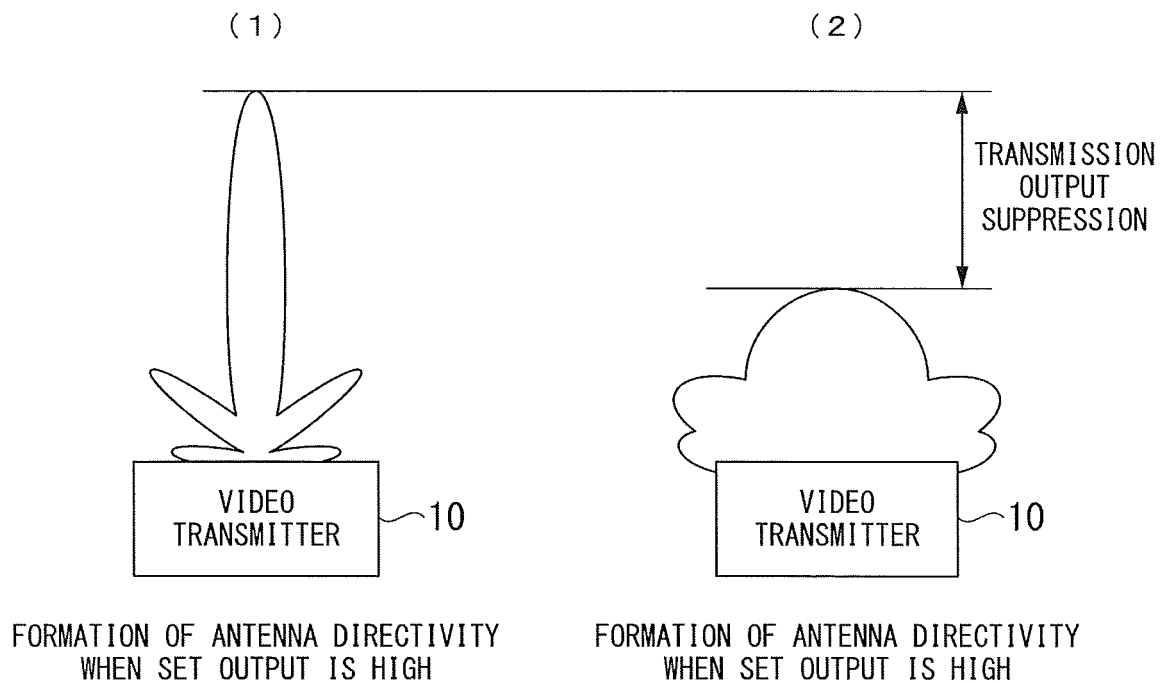 (1)
(2)
TRANSMISSION
OUTPUT
SUPPRESSION
VIDEO
TRANSMITTER
10
VIDEO
TRANSMITTER
10
FORMATION OF ANTENNA DIRECTIVITY
WHEN SET OUTPUT IS HIGH
FORMATION OF ANTENNA DIRECTIVITY
WHEN SET OUTPUT IS HIGH